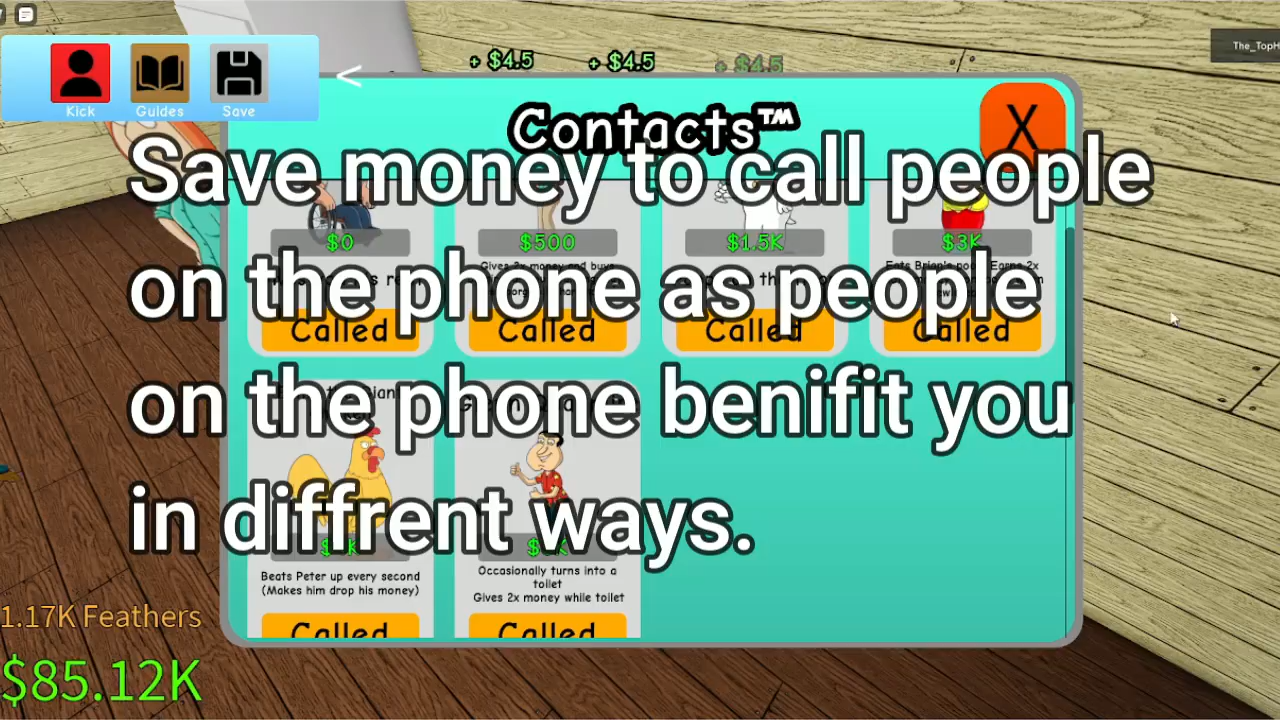 + $4.5 + $4.5 + $4.5
The_TopH
Kick Guides Save
<
Contacts™
X
Save money to call people
$0 $500 $1.5K $3K
on the phone as people
Called Called Called Called
on the phone benifit you
in diffrent ways.
Beats Peter up every second
(Makes him drop his money)
Occasionally turns into a
toilet
Gives 2x money while toilet
Called Called
1.17K Feathers
$85.12K